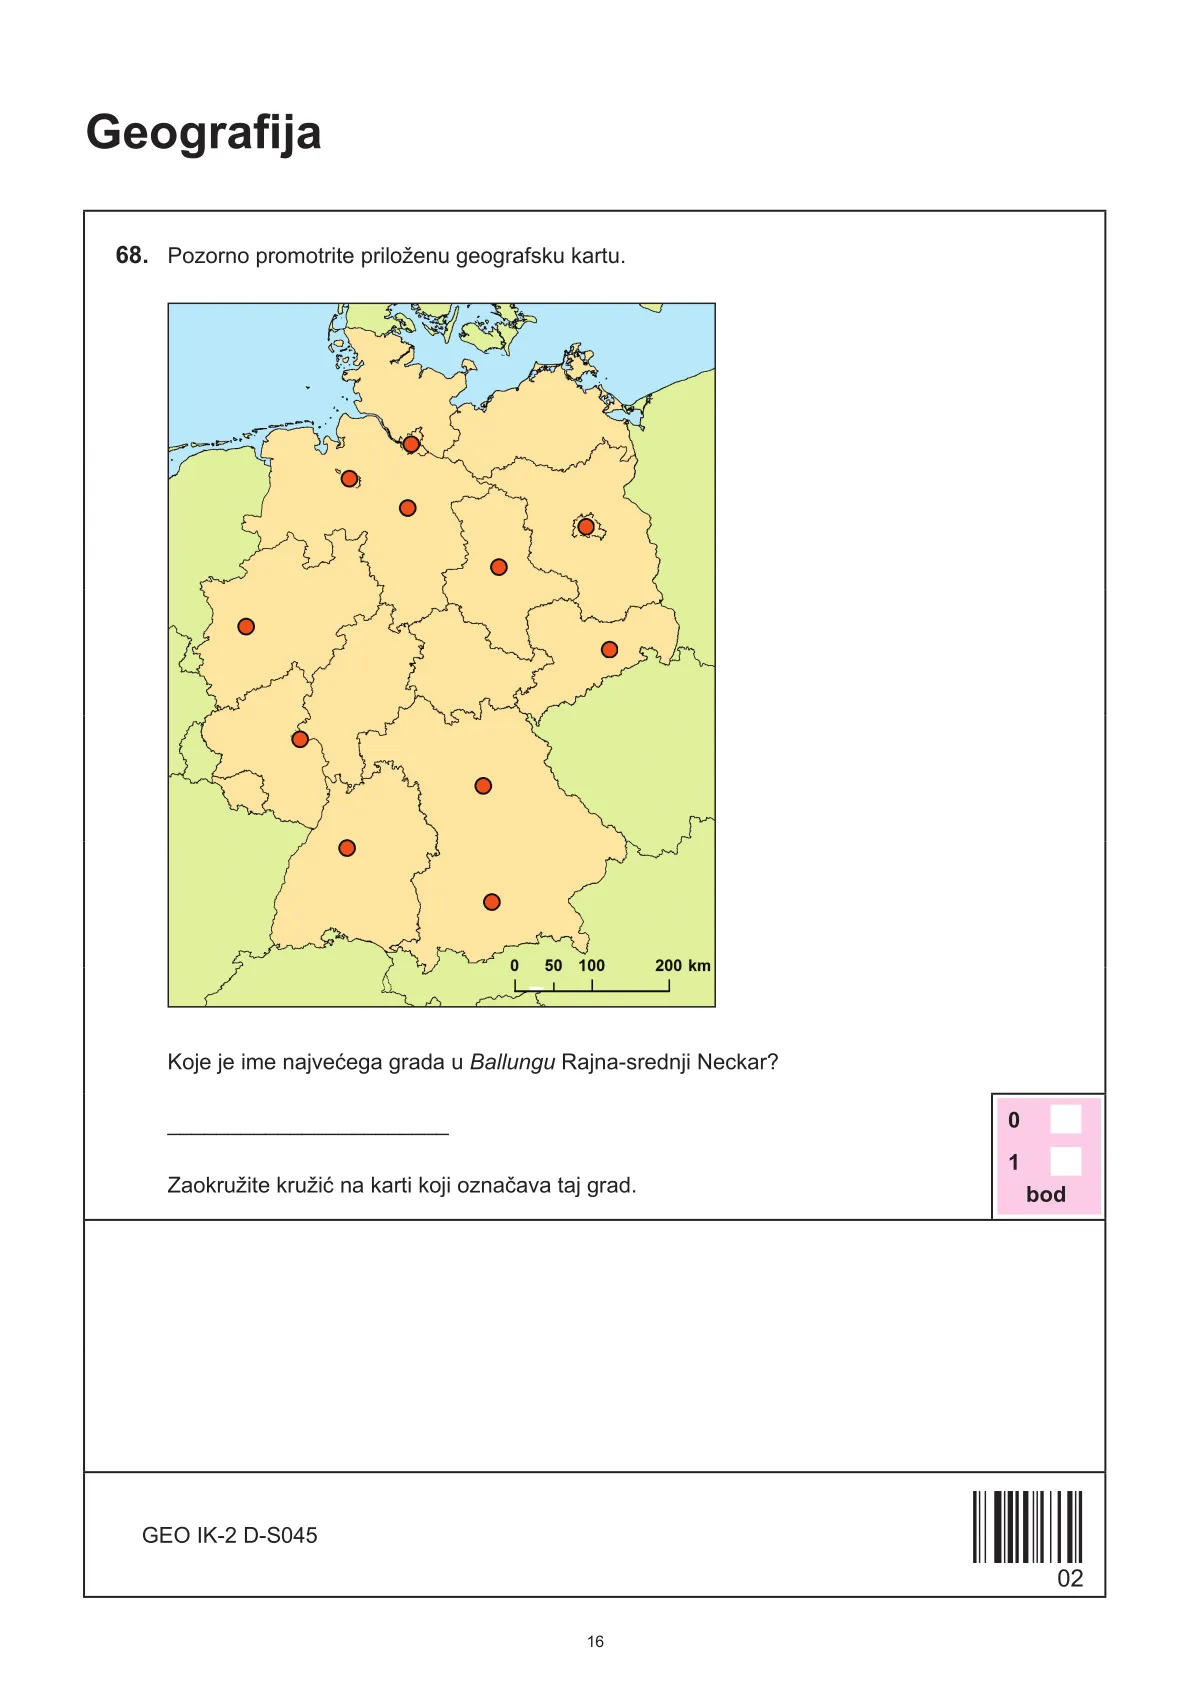 Geografija
68. Pozorno promotrite priloženu geografsku kartu.
0 50 100 200 km
Koje je ime najvećega grada u Ballungu Rajna-srednji Neckar?
_______________________
Zaokružite kružić na karti koji označava taj grad.
0
1
bod
GEO IK-2 D-S045
02
16